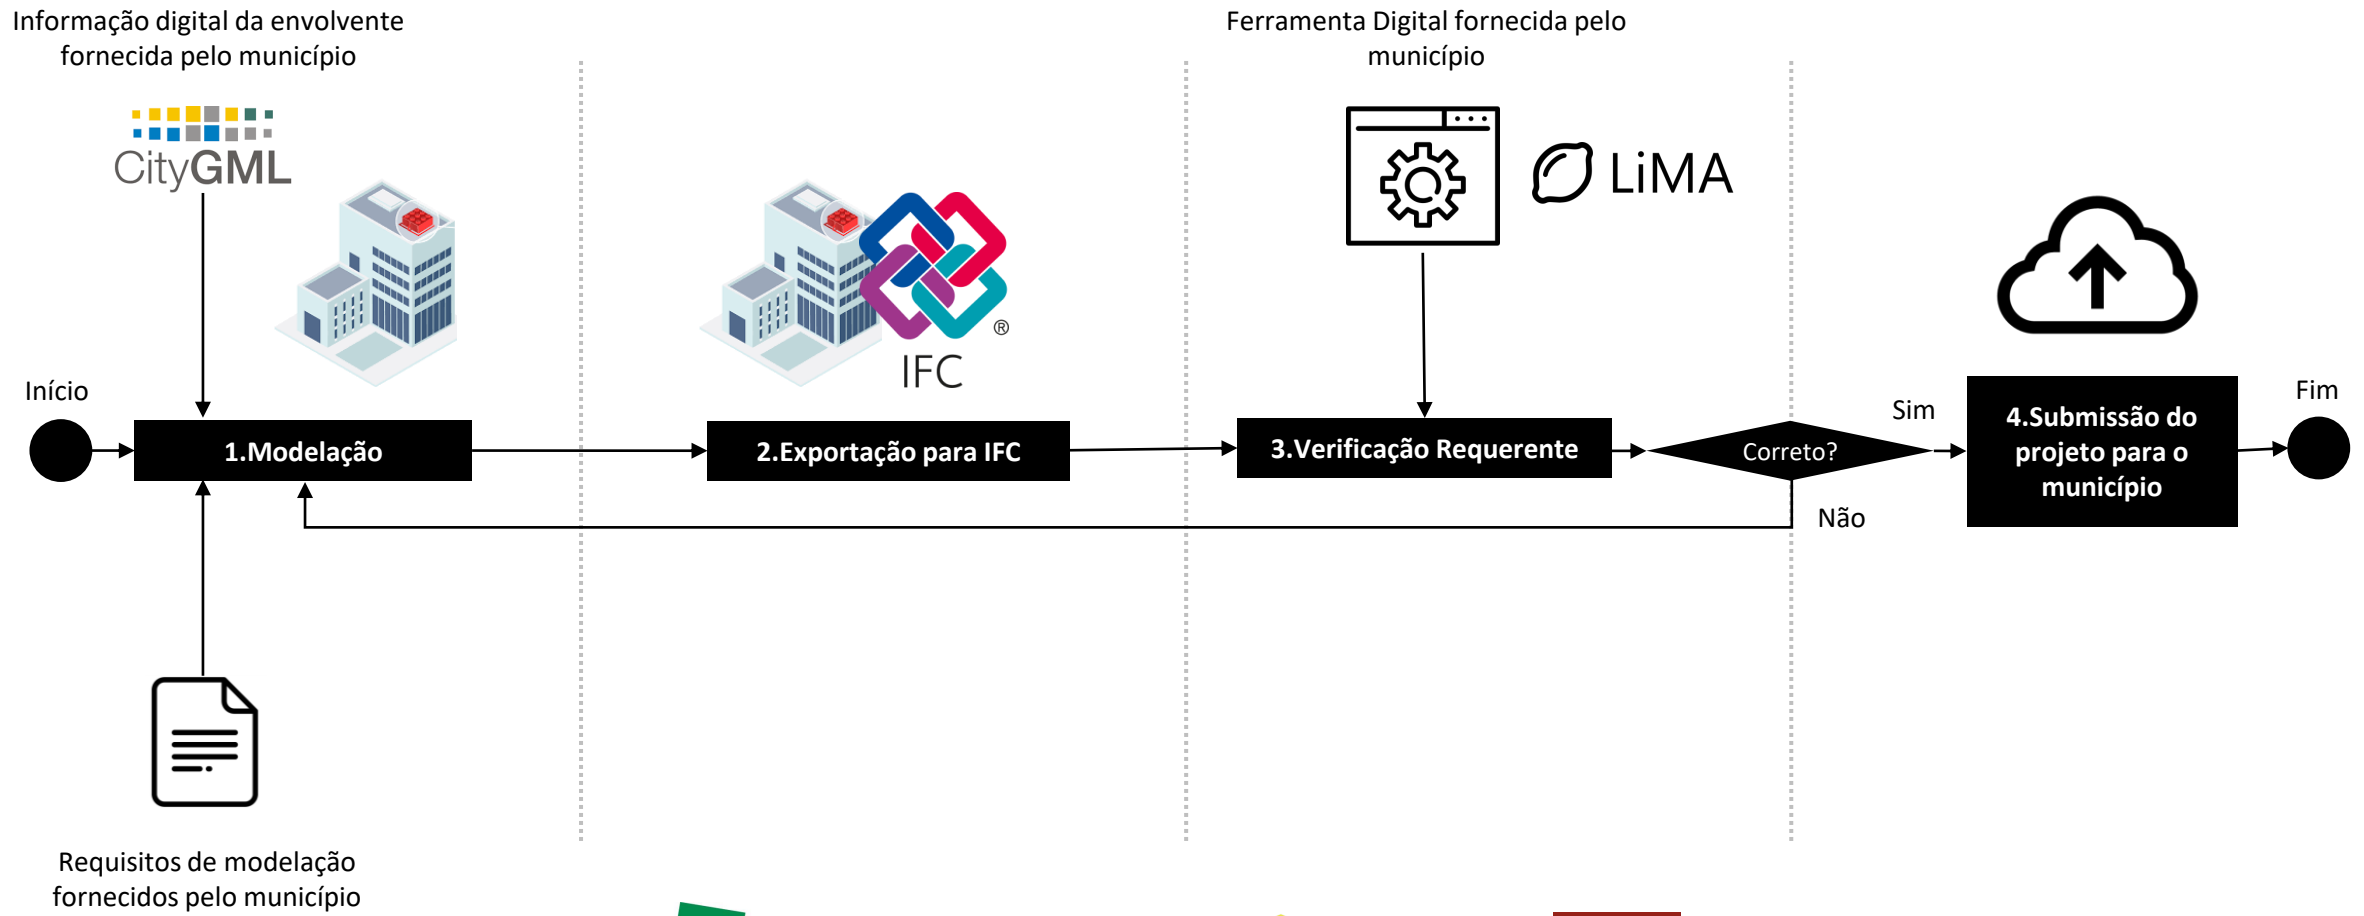 Informação digital da envolvente
fornecida pelo município
CityGML
Ferramenta Digital fornecida pelo
município
LiMA
®
IFC
Início
1.Modelação
2.Exportação para IFC
3.Verificação Requerente
Correto?
Sim
Não
4.Submissão do
projeto para o
município
Fim
Requisitos de modelação
fornecidos pelo município